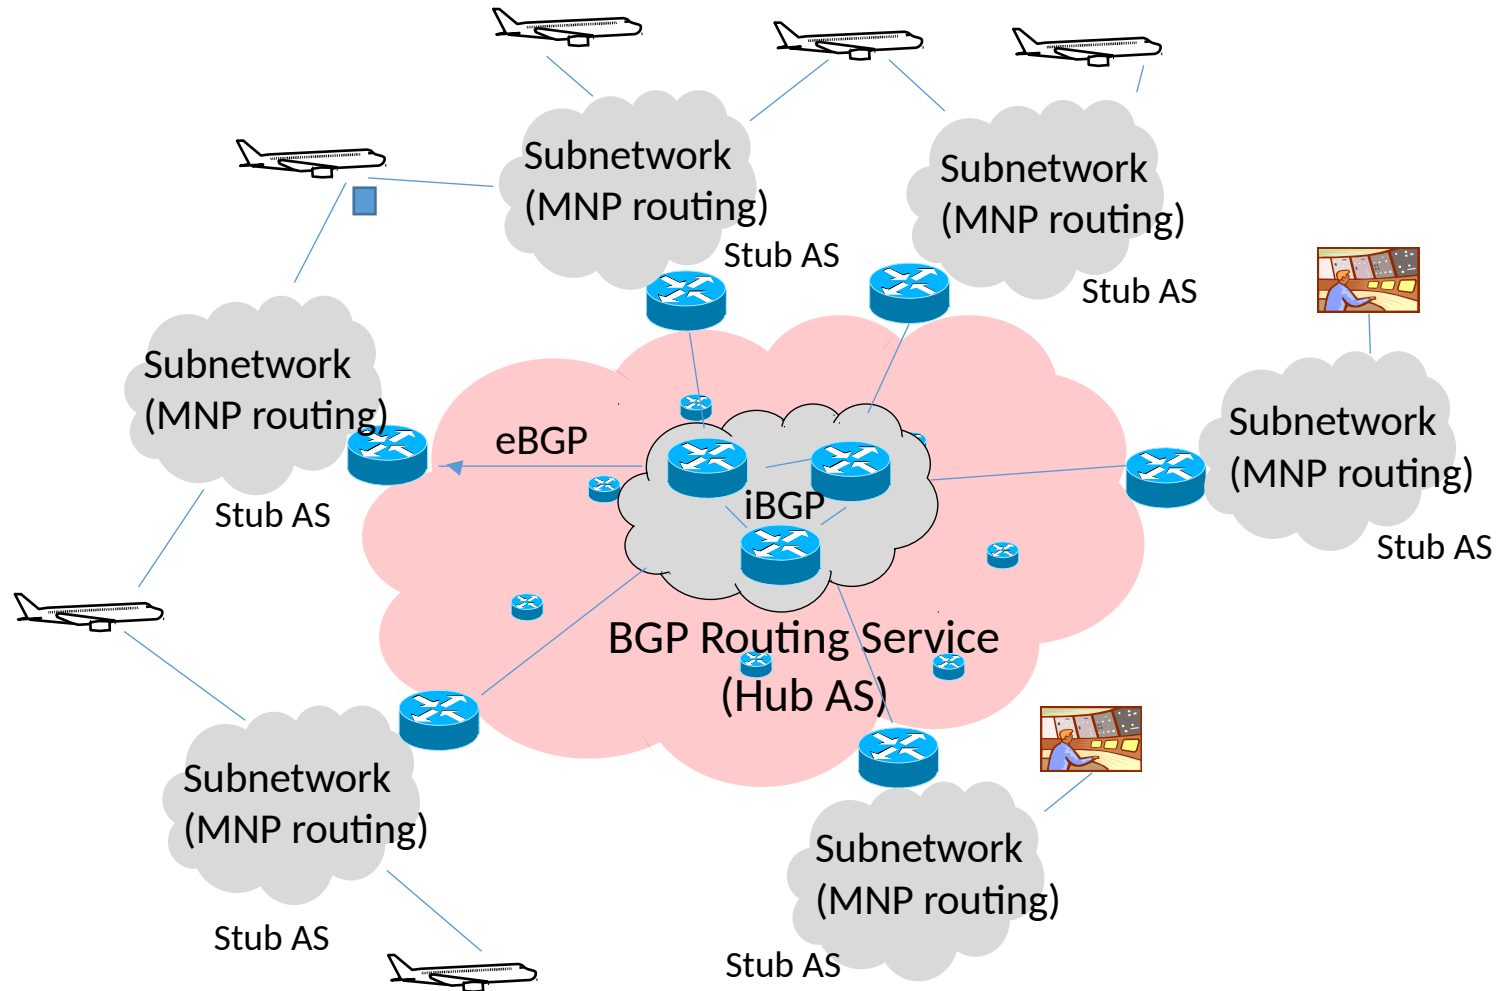 Subnetwork
(MNP routing)
Stub AS
Subnetwork
(MNP routing)
Stub AS
Subnetwork
(MNP routing)
Stub AS
Subnetwork
(MNP routing)
Stub AS
eBGP
iBGP
BGP Routing Service
(Hub AS)
Subnetwork
(MNP routing)
Stub AS
Subnetwork
(MNP routing)
Stub AS